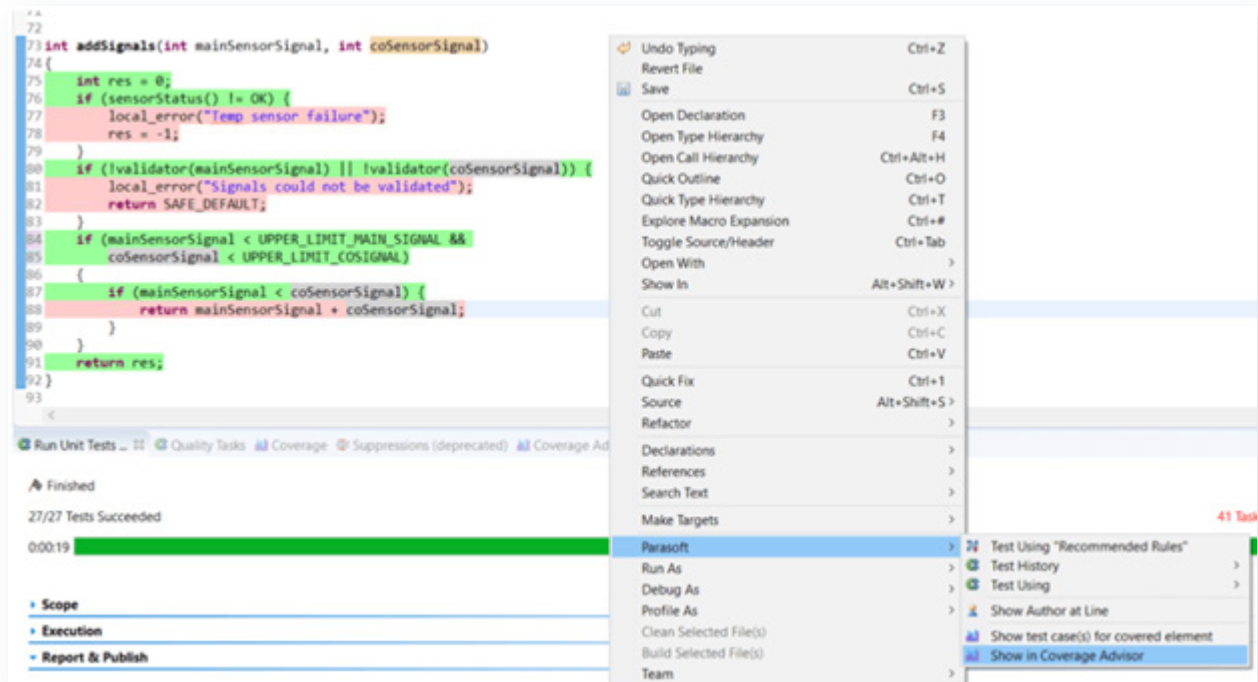 72
73 int addSignals(int mainSensorSignal, int coSensorSignal)
74 {
75 int res = 0;
76 if (sensorStatus() != OK) {
77 local_error("Temp sensor failure");
78 res = -1;
79 }
80 if (!validator(mainSensorSignal) || !validator(coSensorSignal)) {
81 local_error("Signals could not be validated");
82 return SAFE_DEFAULT;
83 }
84 if (mainSensorSignal < UPPER_LIMIT_MAIN_SIGNAL &&
85 coSensorSignal < UPPER_LIMIT_COSIGNAL)
86 {
87 if (mainSensorSignal < coSensorSignal) {
88 return mainSensorSignal + coSensorSignal;
89 }
90 }
91 return res;
92 }
93
Run Unit Tests ... Quality Tasks Coverage Suppressions (deprecated) Coverage Ad
Finished
27/27 Tests Succeeded
41 Task
0:00:19
Scope
Execution
Report & Publish
Undo Typing Ctrl+Z
Revert File
Save Ctrl+S
Open Declaration F3
Open Type Hierarchy F4
Open Call Hierarchy Ctrl+Alt+H
Quick Outline Ctrl+O
Quick Type Hierarchy Ctrl+T
Explore Macro Expansion Ctrl+#
Toggle Source/Header Ctrl+Tab
Open With >
Show In Alt+Shift+W >
Cut Ctrl+X
Copy Ctrl+C
Paste Ctrl+V
Quick Fix Ctrl+1
Source Alt+Shift+S >
Refactor >
Declarations >
References >
Search Text >
Make Targets >
Parasoft >
Run As >
Debug As >
Profile As >
Clean Selected File(s)
Build Selected File(s)
Team >
Test Using "Recommended Rules"
Test History >
Test Using >
Show Author at Line
Show test case(s) for covered element
Show in Coverage Advisor